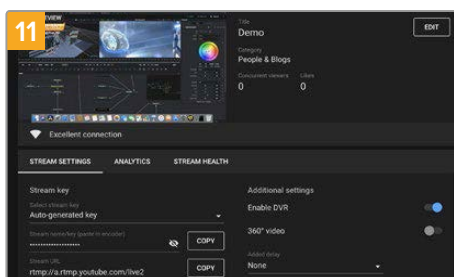 11
PREVIEW
Title
Demo
EDIT
Category
People & Blogs
Concurrent viewers Likes
0 0
Excellent connection
STREAM SETTINGS ANALYTICS STREAM HEALTH
Stream key Additional settings
Select stream key
Auto-generated key
Enable DVR
Stream name/key (paste in encoder)
COPY
360° video
Stream URL
rtmp://a.rtmp.youtube.com/live2
COPY
Added delay
None